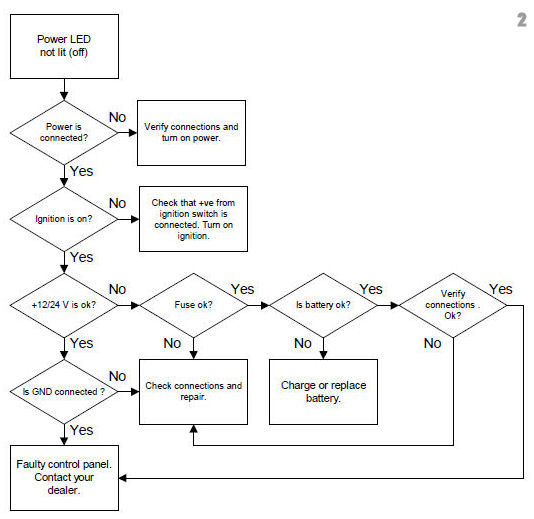 2
Power LED
not lit (off)
No
Power is
connected?
Verify connections and
turn on power.
Yes
No
Ignition is on?
Check that +ve from
ignition switch is
connected. Turn on
ignition.
Yes
No
+12/24 V is ok?
Fuse ok?
Yes
Is battery ok?
Yes
Verify
connections .
Ok?
Yes
Yes
No
No
No
No
Is GND connected ?
Check connections and
repair.
Charge or replace
battery.
Yes
Faulty control panel.
Contact your
dealer.